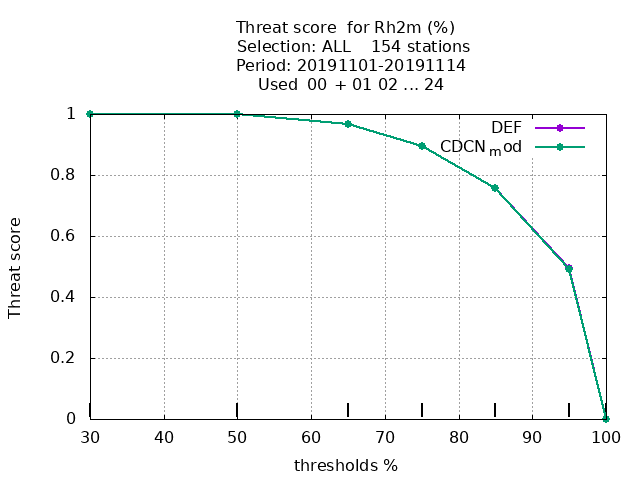 Threat score  for Rh2m (%)
Selection: ALL    154 stations
Period: 20191101-20191114
Used  00  + 01 02 ... 24
DEF
CDCN_mod
1
0.8
0.6
0.4
0.2
0
Threat score
30 40 50 60 70 80 90 100
thresholds %